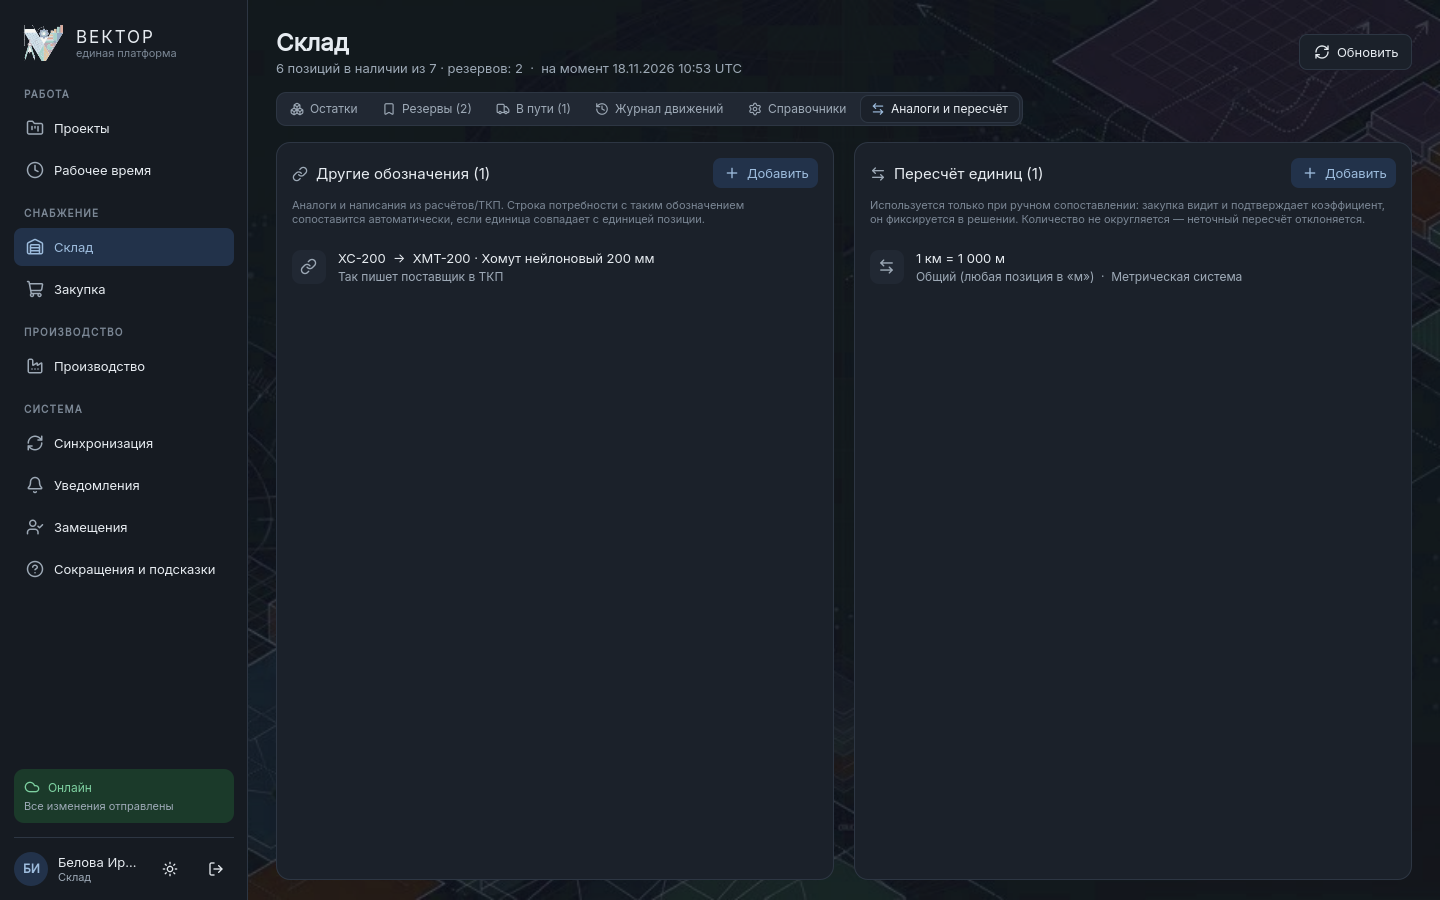 ВЕКТОР
единая платформа
РАБОТА
Проекты
Рабочее время
СНАБЖЕНИЕ
Склад
Закупка
ПРОИЗВОДСТВО
Производство
СИСТЕМА
Синхронизация
Уведомления
Замещения
Сокращения и подсказки
Онлайн
Все изменения отправлены
БИ
Белова Ир...
Склад
Склад
6 позиций в наличии из 7 · резервов: 2 · на момент 18.11.2026 10:53 UTC
Обновить
Остатки
Резервы (2)
В пути (1)
Журнал движений
Справочники
Аналоги и пересчёт
Другие обозначения (1)
Добавить
Аналоги и написания из расчётов/ТКП. Строка потребности с таким обозначением
сопоставится автоматически, если единица совпадает с единицей позиции.
ХС-200 → ХМТ-200 · Хомут нейлоновый 200 мм
Так пишет поставщик в ТКП
Пересчёт единиц (1)
Добавить
Используется только при ручном сопоставлении: закупка видит и подтверждает коэффициент,
он фиксируется в решении. Количество не округляется — неточный пересчёт отклоняется.
1 км = 1 000 м
Общий (любая позиция в «м») · Метрическая система